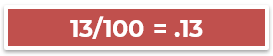 13/100 = .13